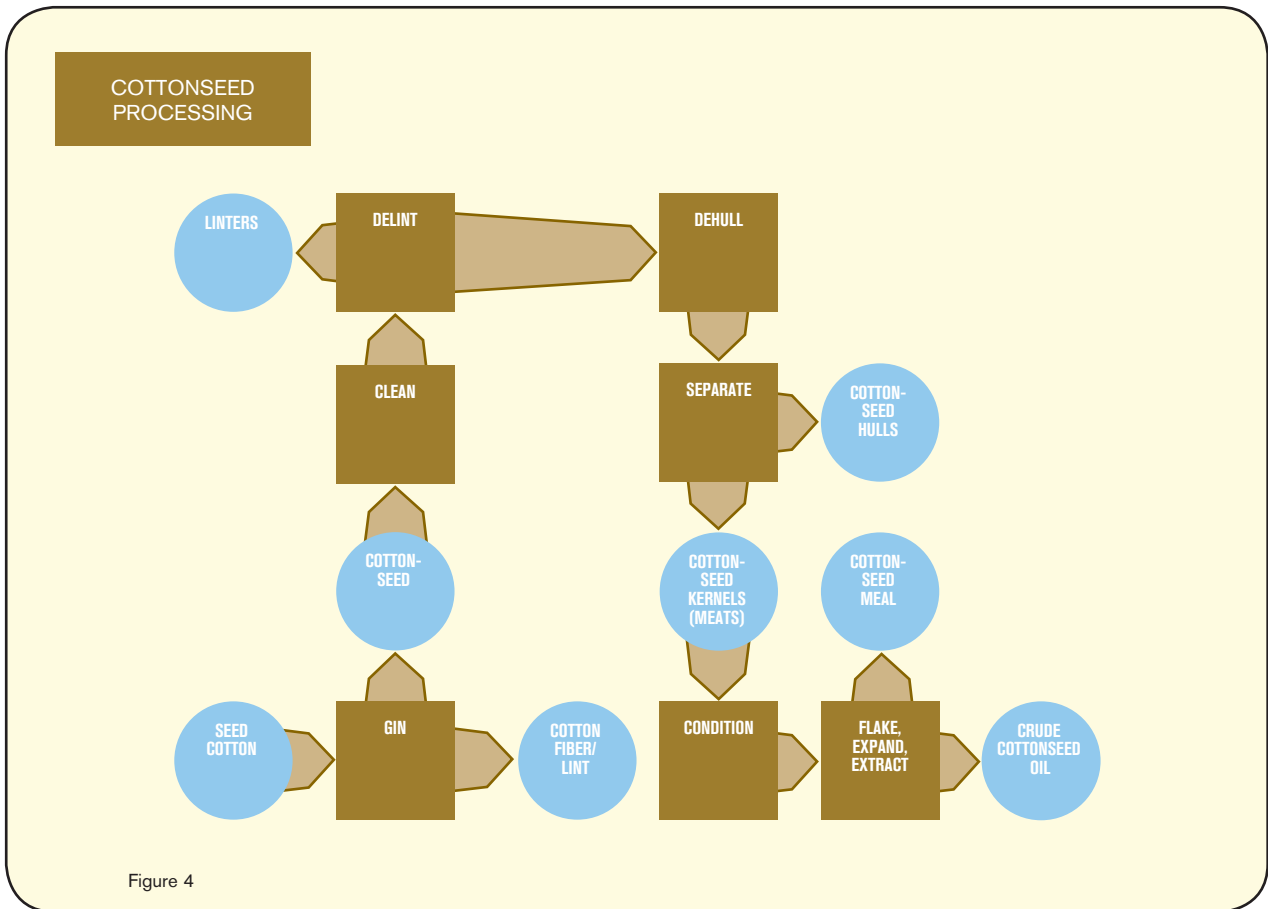 COTTONSEED
PROCESSING
LINTERS
DELINT
DEHULL
CLEAN
SEPARATE
COTTON-
SEED
HULLS
COTTON-
SEED
COTTON-
SEED
KERNELS
(MEATS)
COTTON-
SEED
MEAL
SEED
COTTON
GIN
COTTON
FIBER/
LINT
CONDITION
FLAKE,
EXPAND,
EXTRACT
CRUDE
COTTONSEED
OIL
Figure 4